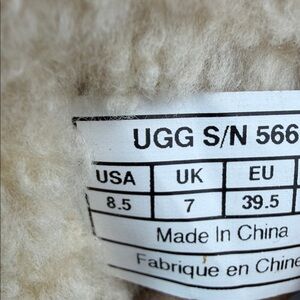 UGG S/N 566
USA UK EU
8.5 7 39.5
Made In China
Fabrique en Chine